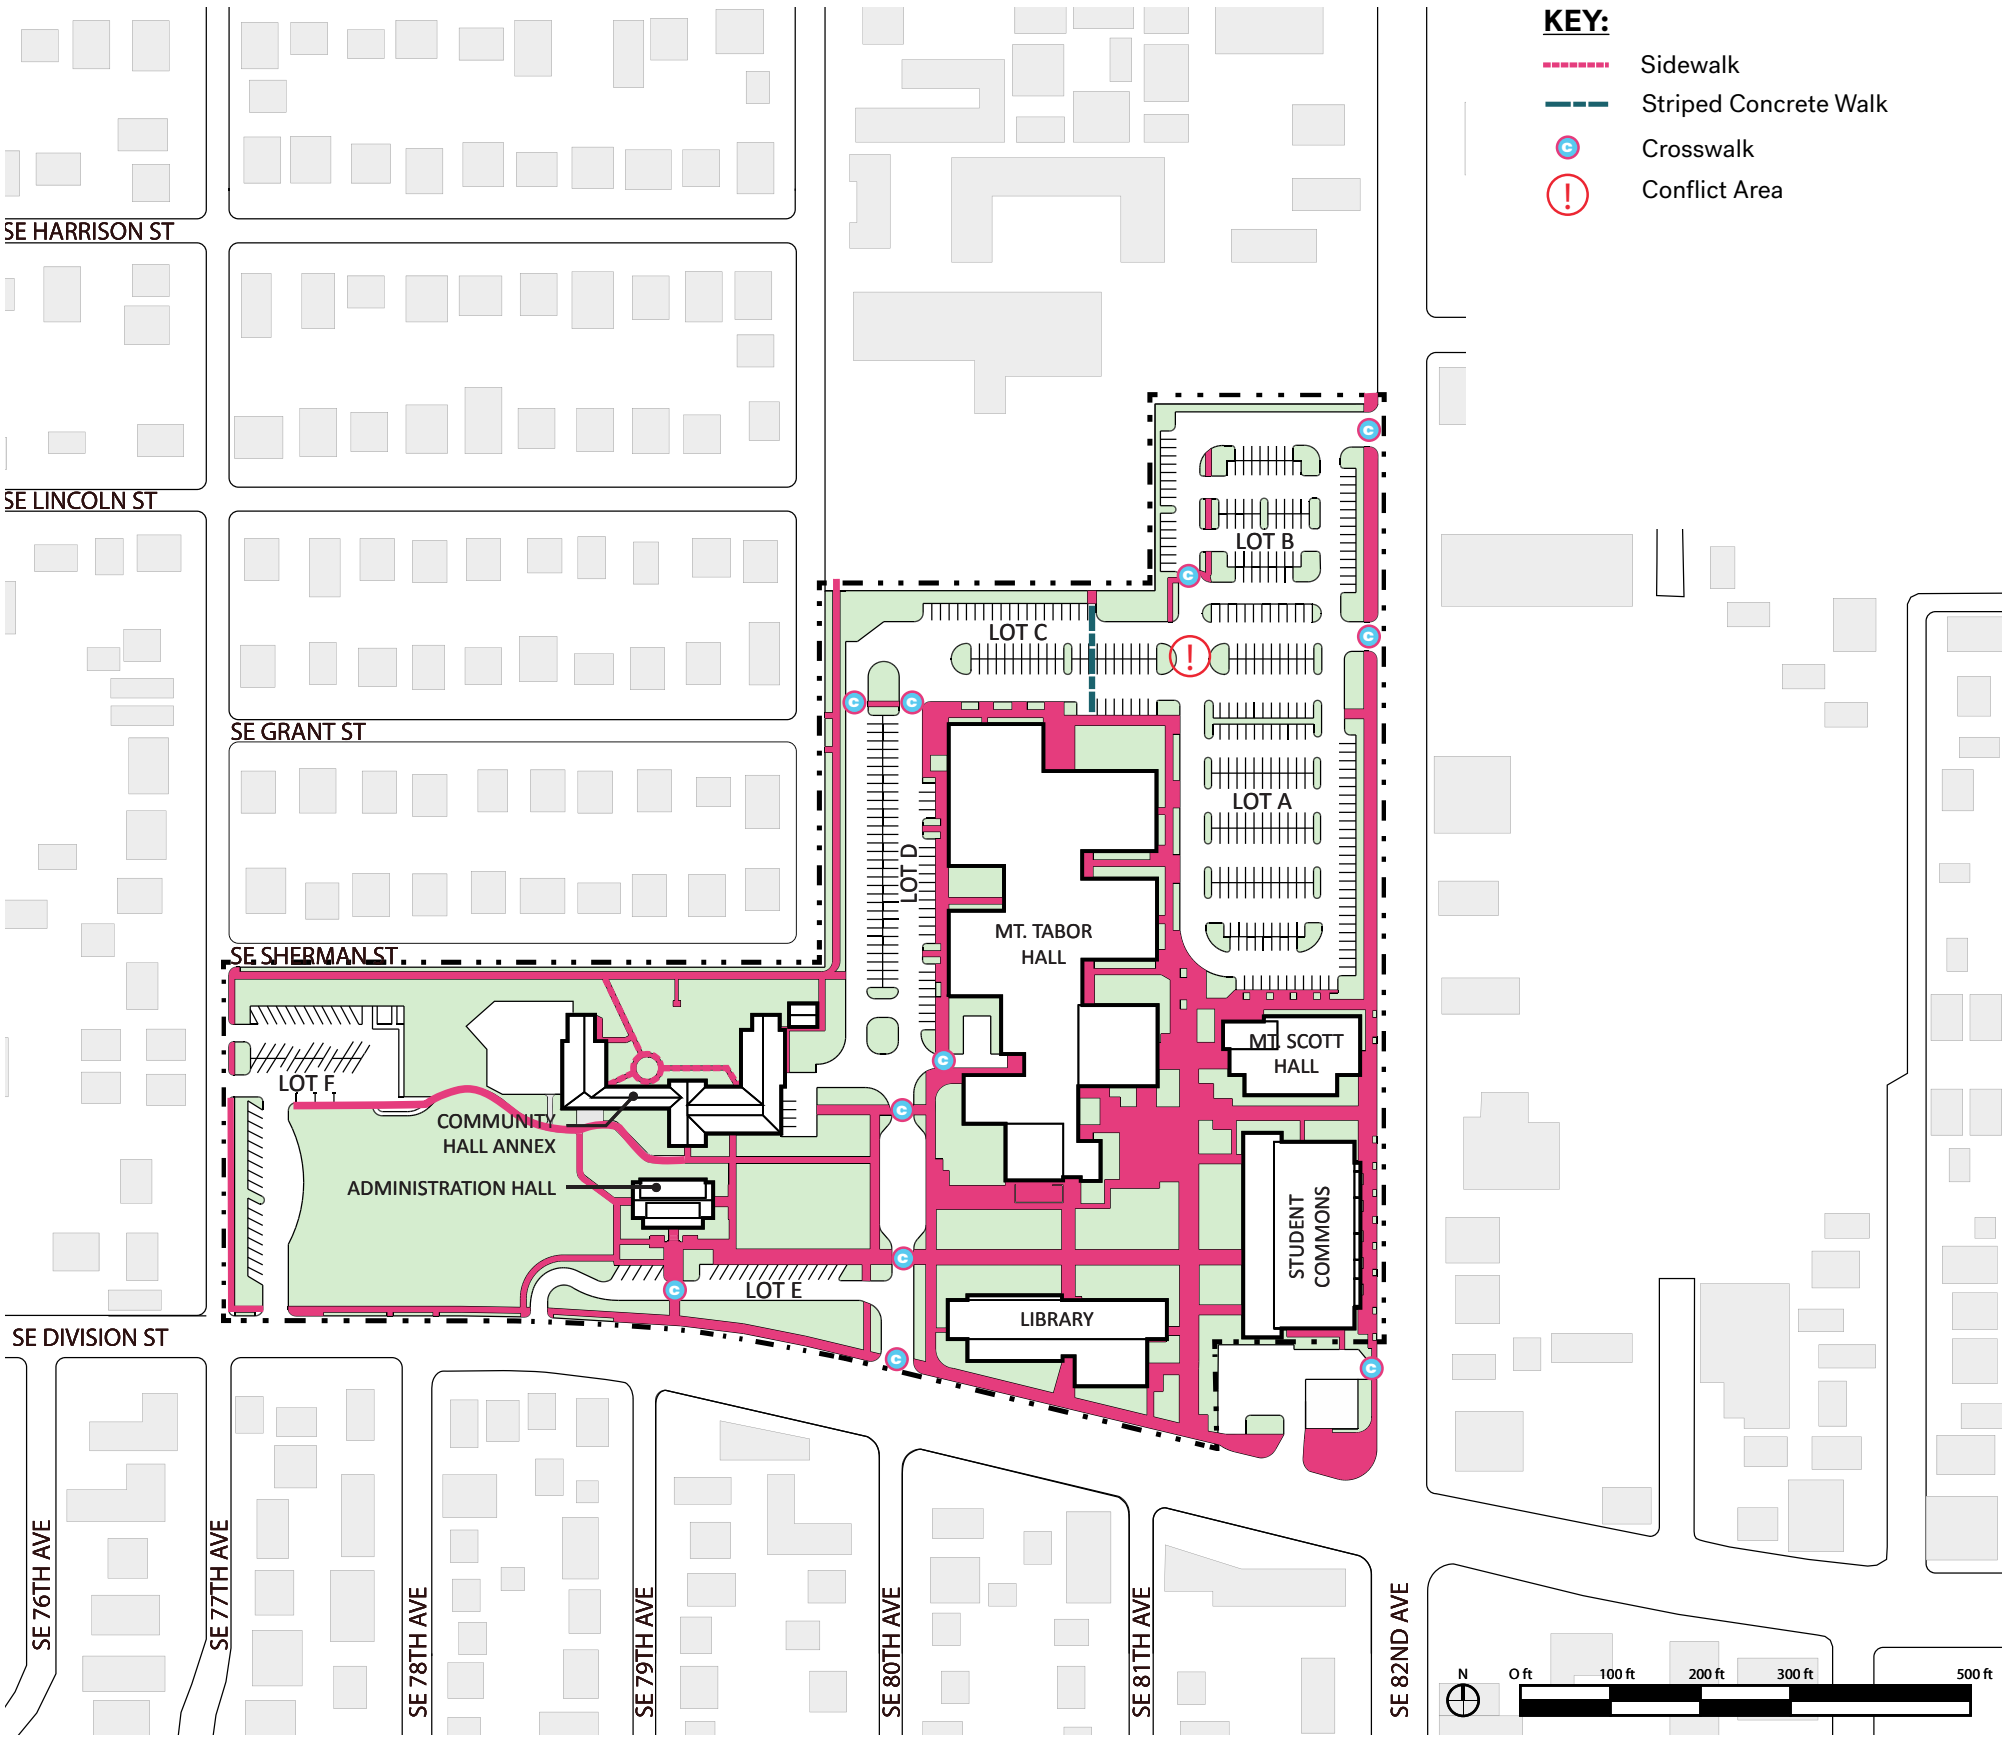 KEY:
Sidewalk
Striped Concrete Walk
C
Crosswalk
!
Conflict Area
SE HARRISON ST
SE LINCOLN ST
SE GRANT ST
SE SHERMAN ST
SE DIVISION ST
C
LOT B
C
LOT C
!
C
C
C
LOT A
LOT D
MT. TABOR
HALL
MT. SCOTT
HALL
C
LOT F
C
COMMUNITY
HALL ANNEX
ADMINISTRATION HALL
STUDENT
COMMONS
C
C
LOT E
LIBRARY
C
C
SE 76TH AVE
SE 77TH AVE
SE 78TH AVE
SE 79TH AVE
SE 80TH AVE
SE 81TH AVE
SE 82ND AVE
N
O ft
100 ft
200 ft
300 ft
500 ft